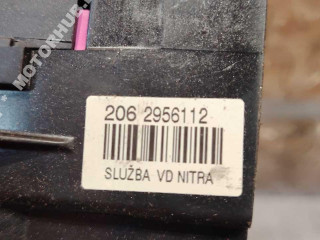 MOTORHUB
206 2956112
SLUŽBA VD NITRA